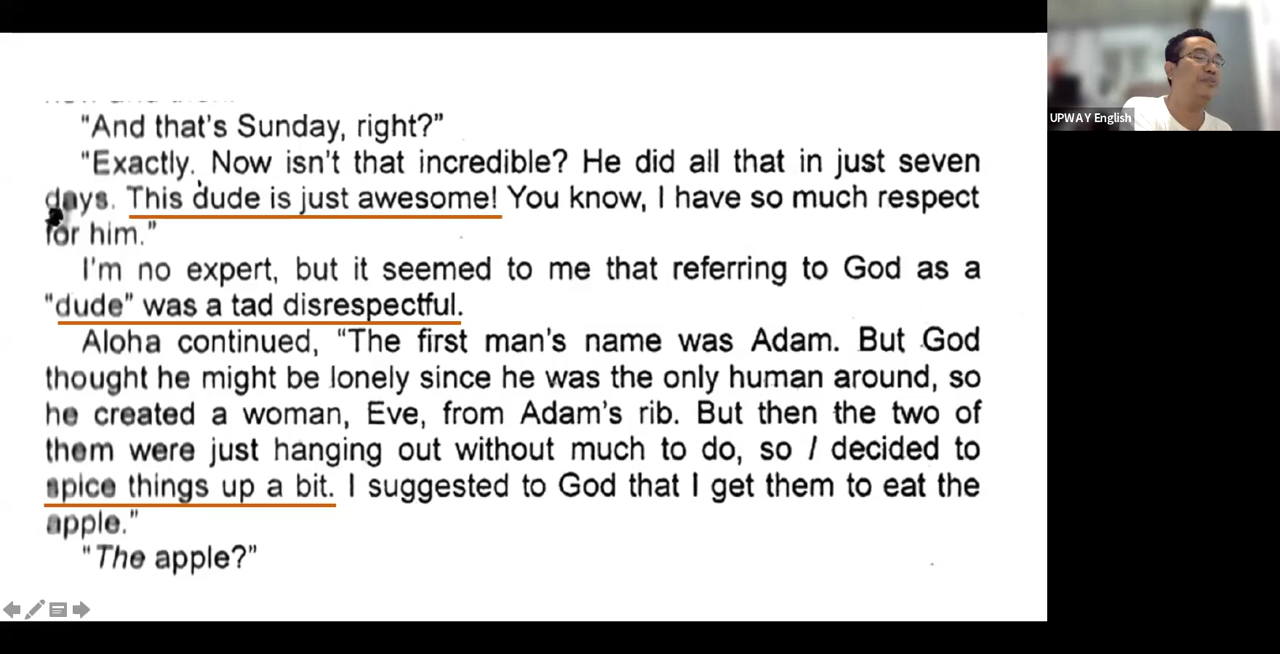 "And that's Sunday, right?"
"Exactly. Now isn't that incredible? He did all that in just seven
days. This dude is just awesome! You know, I have so much respect
for him."
I'm no expert, but it seemed to me that referring to God as a
"dude" was a tad disrespectful.
Aloha continued, "The first man's name was Adam. But God
thought he might be lonely since he was the only human around, so
he created a woman, Eve, from Adam's rib. But then the two of
them were just hanging out without much to do, so I decided to
spice things up a bit. I suggested to God that I get them to eat the
apple."
"The apple?"
UPWAY English